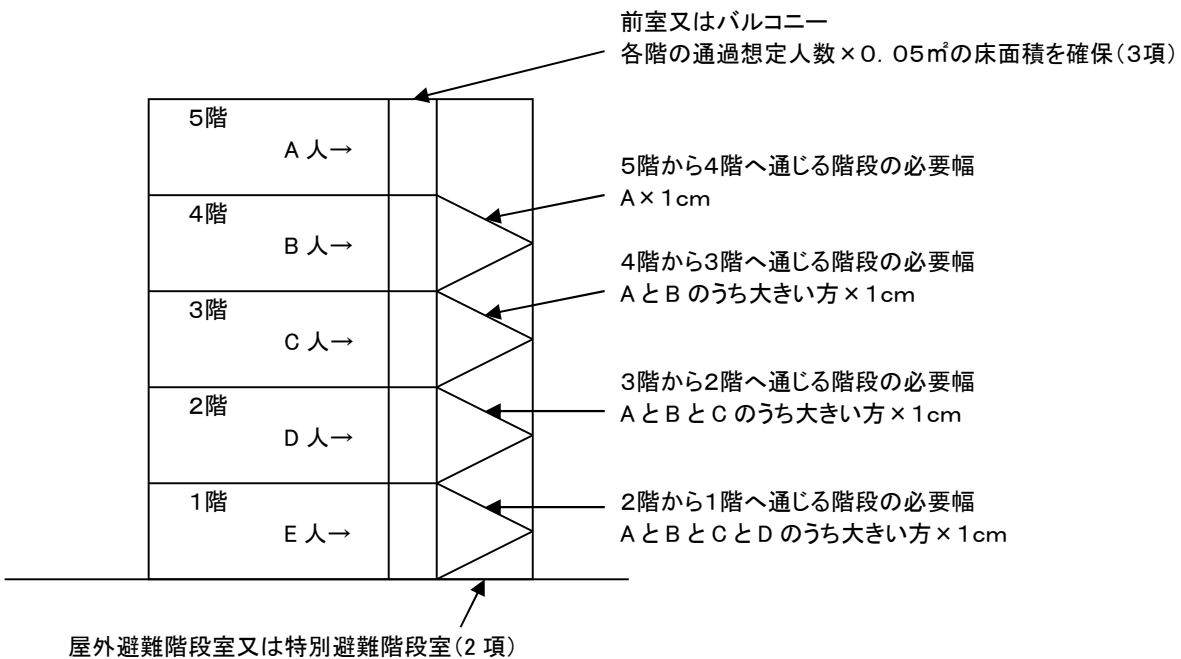 前室又はバルコニー
各階の通過想定人数×0．05㎡の床面積を確保（3項）
5階
A 人→
5階から4階へ通じる階段の必要幅
A×1cm
4階
B 人→
4階から3階へ通じる階段の必要幅
AとBのうち大きい方×1cm
3階
C 人→
3階から2階へ通じる階段の必要幅
AとBとCのうち大きい方×1cm
2階
D 人→
2階から1階へ通じる階段の必要幅
AとBとCとDのうち大きい方×1cm
1階
E 人→
屋外避難階段室又は特別避難階段室（2 項）